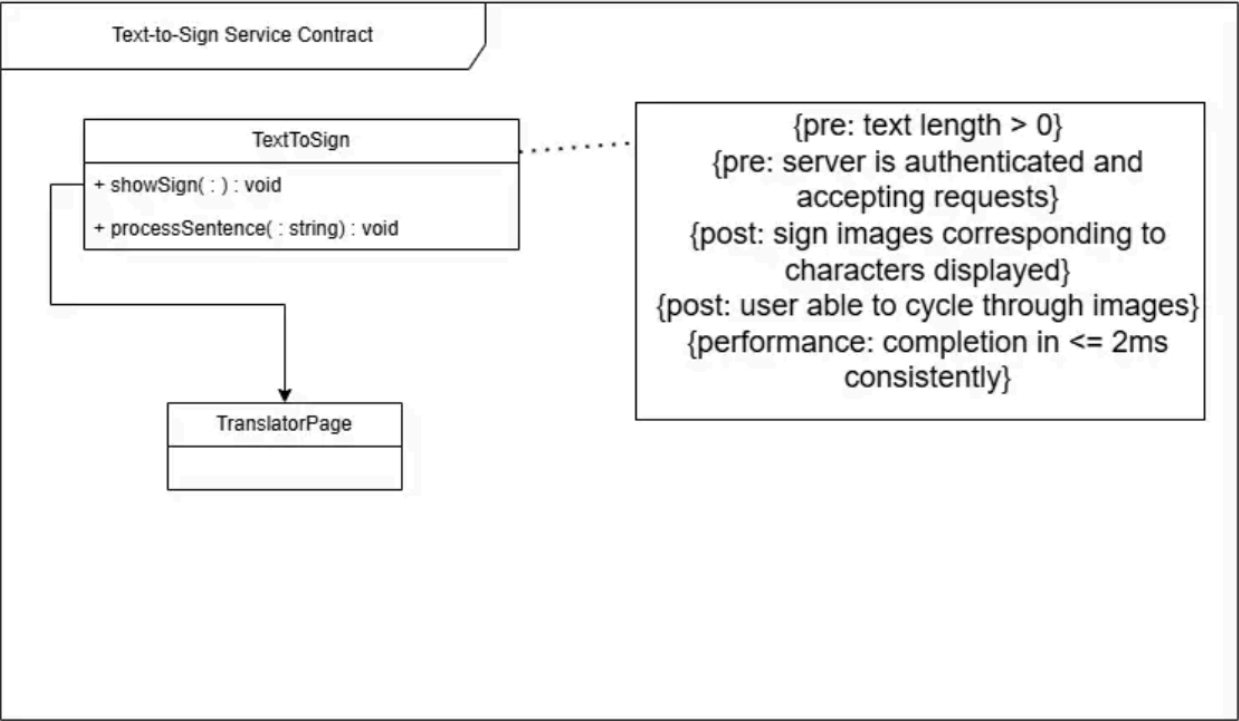 Text-to-Sign Service Contract
TextToSign
+ showSign( : ) : void
+ processSentence( : string) : void
{pre: text length > 0}
{pre: server is authenticated and
accepting requests}
{post: sign images corresponding to
characters displayed}
{post: user able to cycle through images}
{performance: completion in <= 2ms
consistently}
TranslatorPage